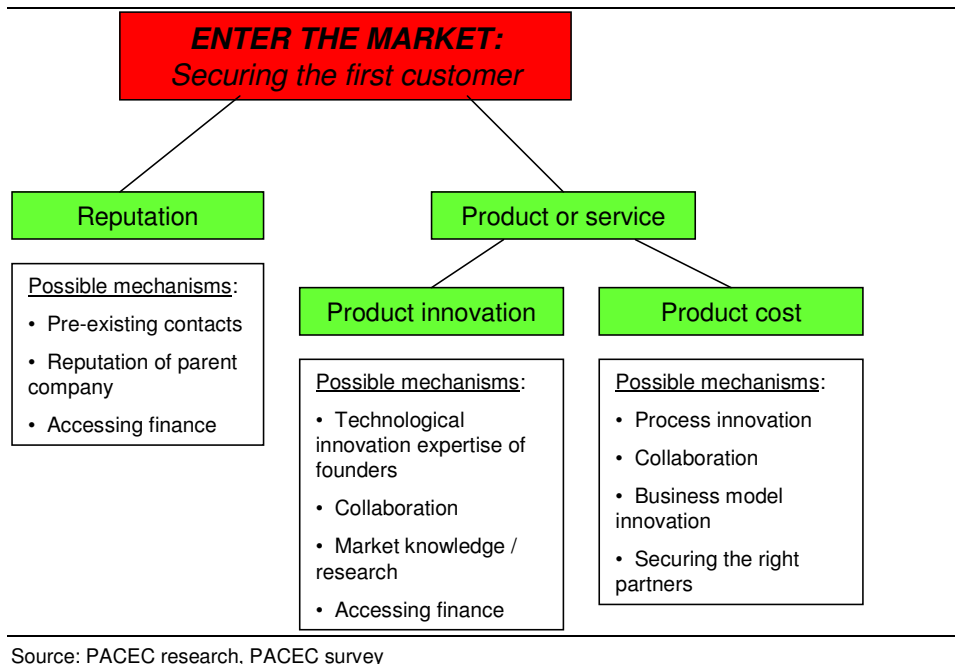 ENTER THE MARKET:
Securing the first customer
Reputation
Product or service
Possible mechanisms:
• Pre-existing contacts
• Reputation of parent
company
• Accessing finance
Product innovation
Product cost
Possible mechanisms:
• Technological
innovation expertise of
founders
• Collaboration
• Market knowledge /
research
• Accessing finance
Possible mechanisms:
• Process innovation
• Collaboration
• Business model
innovation
• Securing the right
partners
Source: PACEC research, PACEC survey